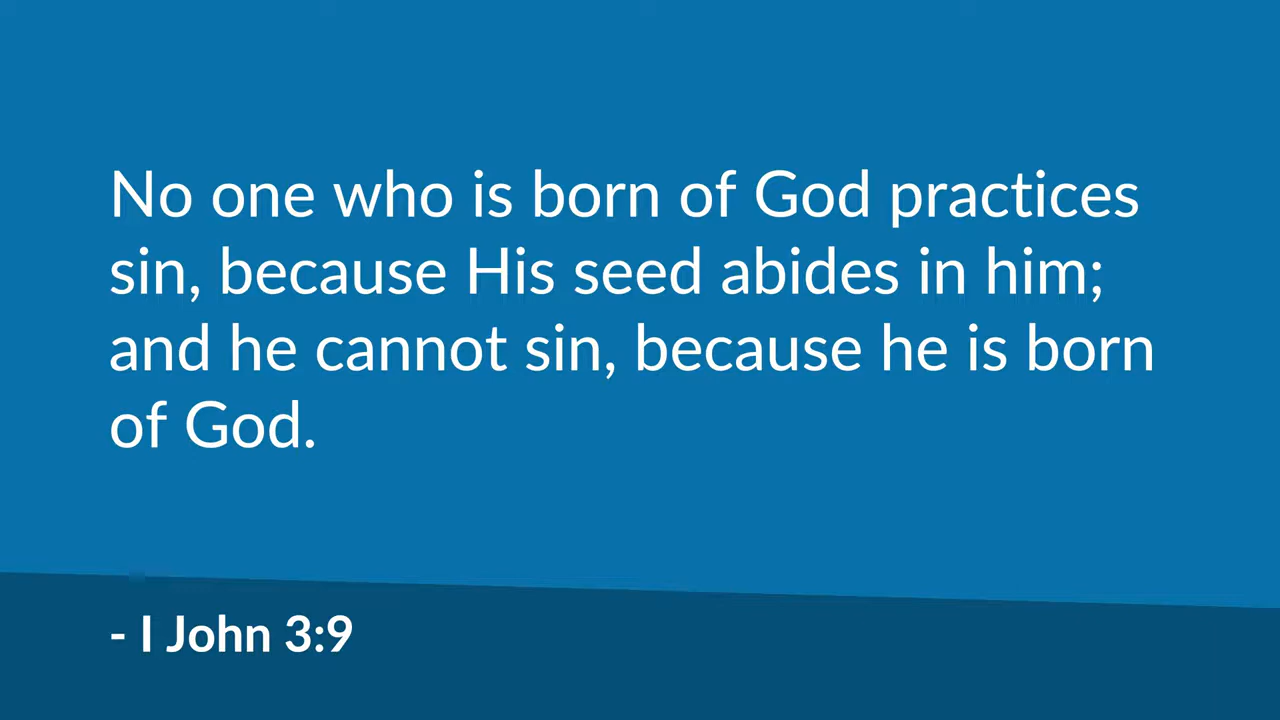 No one who is born of God practices
sin, because His seed abides in him;
and he cannot sin, because he is born
of God.
- I John 3:9